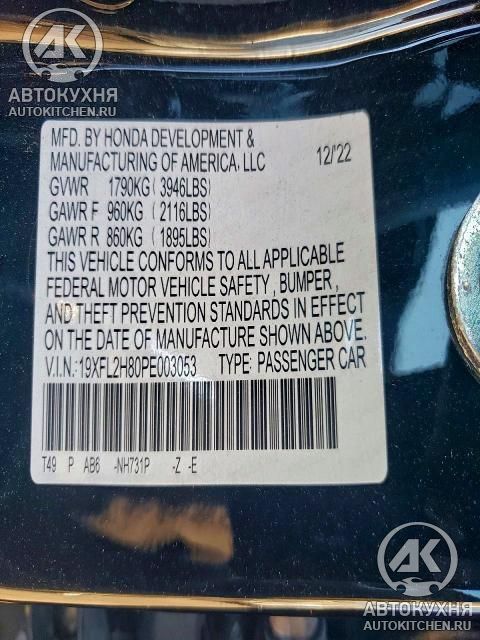 АК
АВТОКУХНЯ
AUTOKITCHEN.RU
MFD. BY HONDA DEVELOPMENT &
MANUFACTURING OF AMERICA, LLC 12/'22
GVWR 1790KG (3946LBS)
GAWR F 960KG (2116LBS)
GAWR R 860KG (1895LBS)
THIS VEHICLE CONFORMS TO ALL APPLICABLE
FEDERAL MOTOR VEHICLE SAFETY, BUMPER,
AND THEFT PREVENTION STANDARDS IN EFFECT
ON THE DATE OF MANUFACTURE SHOWN ABOVE.
V.I.N.: 19XFL2H80PE003053 TYPE: PASSENGER CAR
T49 P AB6 -NH731P -Z -E
АК
АВТОКУХНЯ
AUTOKITCHEN.RU